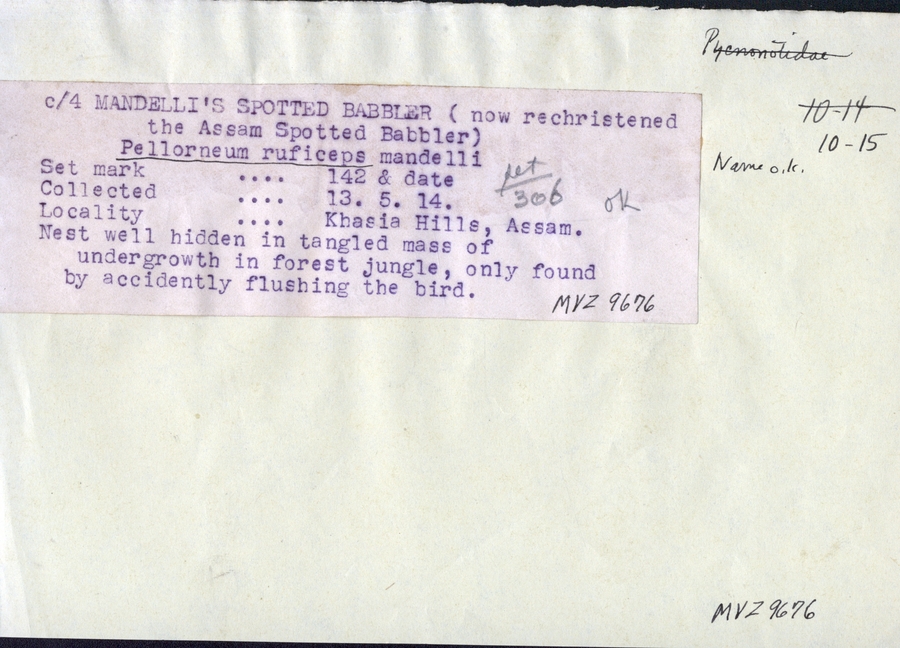 Pycnonotidae
10-14
10-15
Name o.k.
c/4 MANDELLI'S SPOTTED BABBLER ( now rechristened
the Assam Spotted Babbler)
Pellorneum ruficeps mandelli
Set mark .... 142 & date
Collected .... 13. 5. 14.
Locality .... Khasia Hills, Assam.
Nest well hidden in tangled mass of
undergrowth in forest jungle, only found
by accidently flushing the bird.
306
ok
MVZ 9676
MVZ 9676